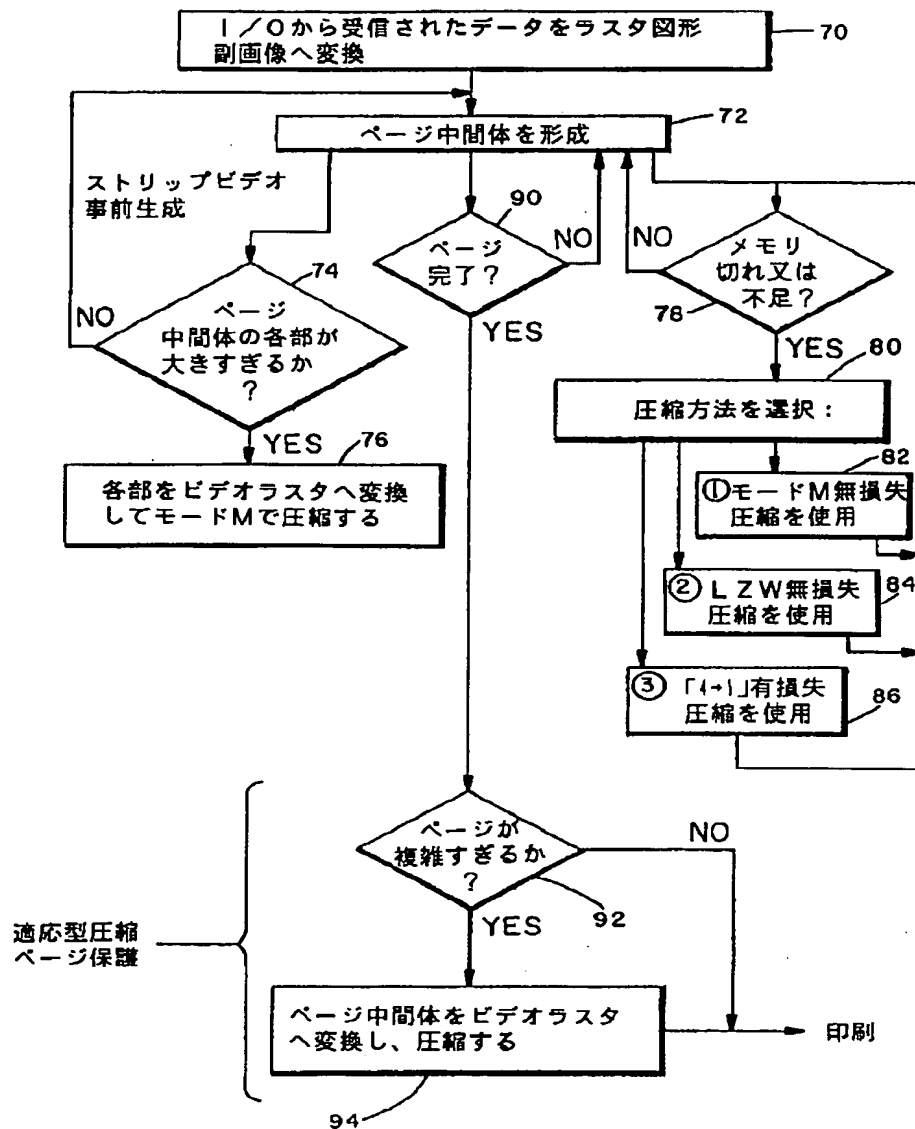 I/Oから受信されたデータをラスタ図形
副画像へ変換
70
ページ中間体を形成
72
ストリップビデオ
事前生成
90
ページ
完了?
NO
YES
74
ページ
中間体の各部が
大きすぎるか
?
NO
YES
メモリ
切れ又は
不足?
NO
78
YES
80
圧縮方法を選択:
76
各部をビデオラスタへ変換
してモードMで圧縮する
82
①モードM無損失
圧縮を使用
② LZW無損失
圧縮を使用
84
③ 「4→1」有損失
圧縮を使用
86
ページが
複雑すぎるか
?
NO
92
YES
適応型圧縮
ページ保護
ページ中間体をビデオラスタ
へ変換し、圧縮する
印刷
94